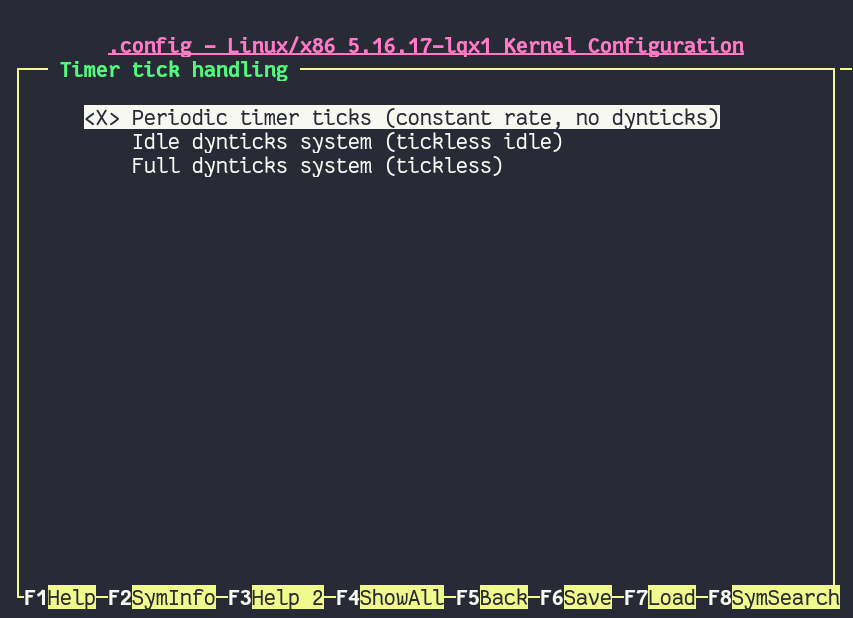 .config - Linux/x86 5.16.17-lqx1 Kernel Configuration
Timer tick handling
<X> Periodic timer ticks (constant rate, no dynticks)
Idle dynticks system (tickless idle)
Full dynticks system (tickless)
F1Help F2SymInfo F3Help 2 F4ShowAll F5Back F6Save F7Load F8SymSearch